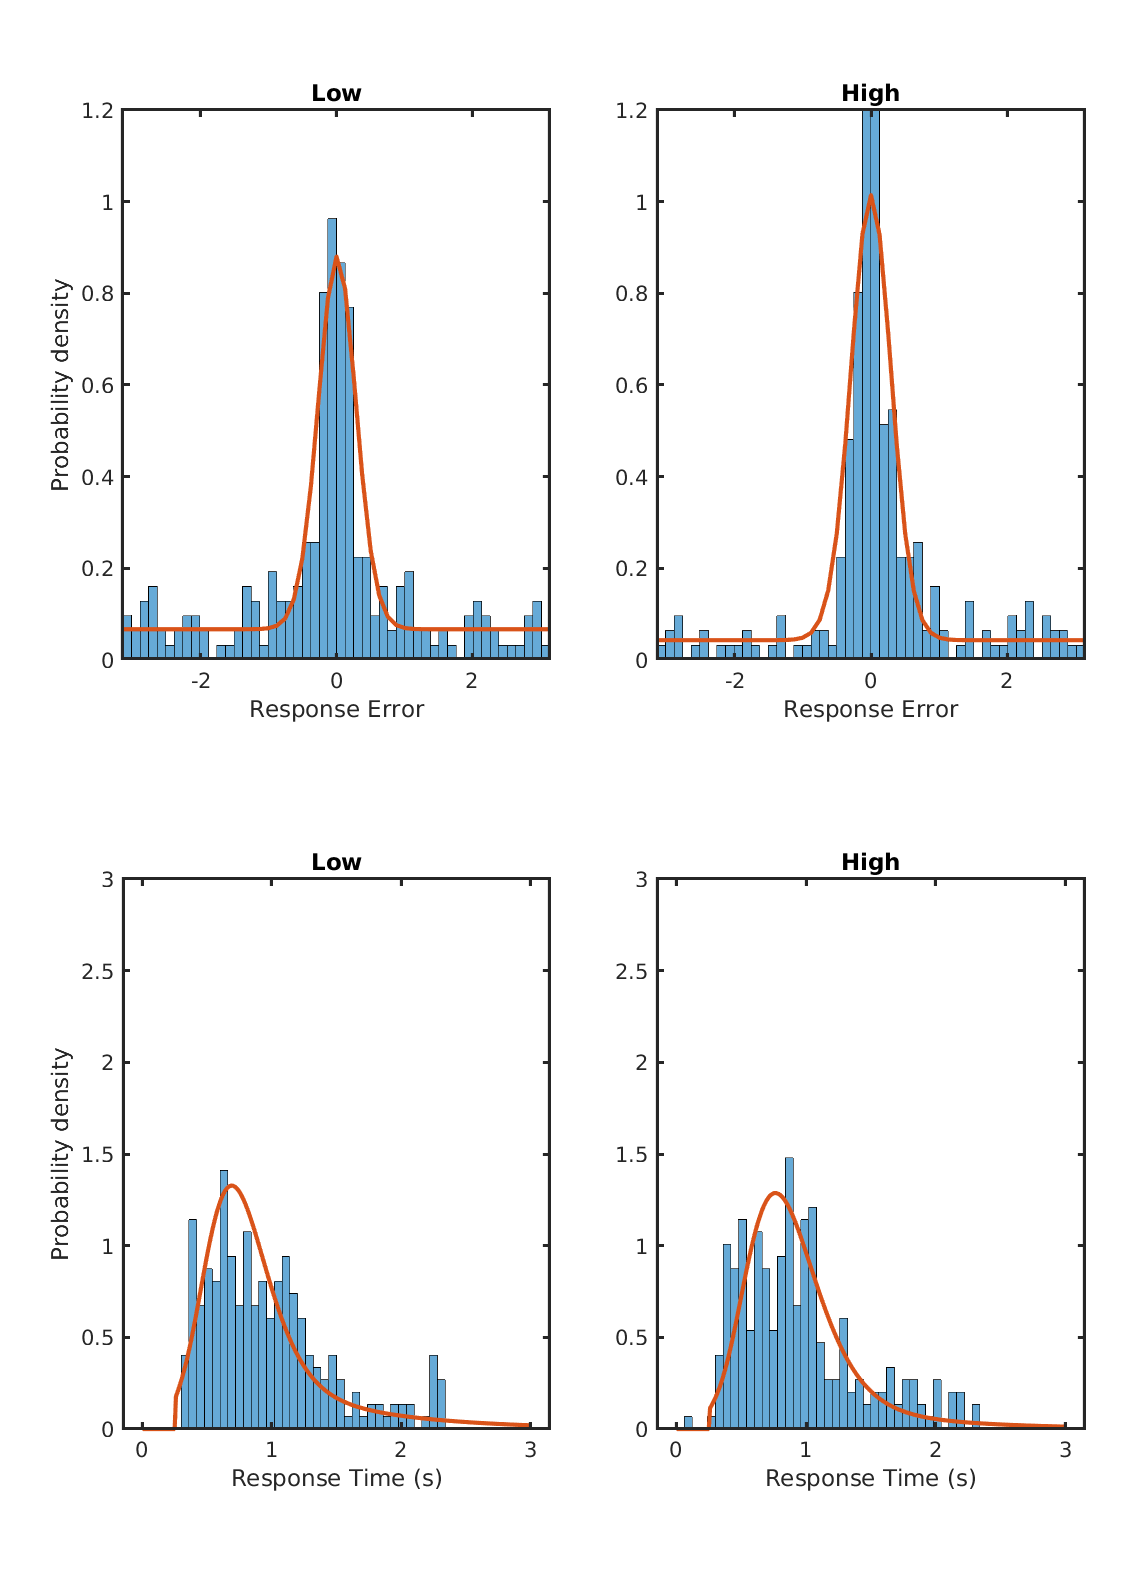 Low High
1.2 1.2
1 1
0.8 0.8
0.6 0.6
0.4 0.4
0.2 0.2
0 0
Probability density
-2 0 2 -2 0 2
Response Error Response Error
Low High
3 3
2.5 2.5
2 2
1.5 1.5
1 1
0.5 0.5
0 0
Probability density
0 1 2 3 0 1 2 3
Response Time (s) Response Time (s)